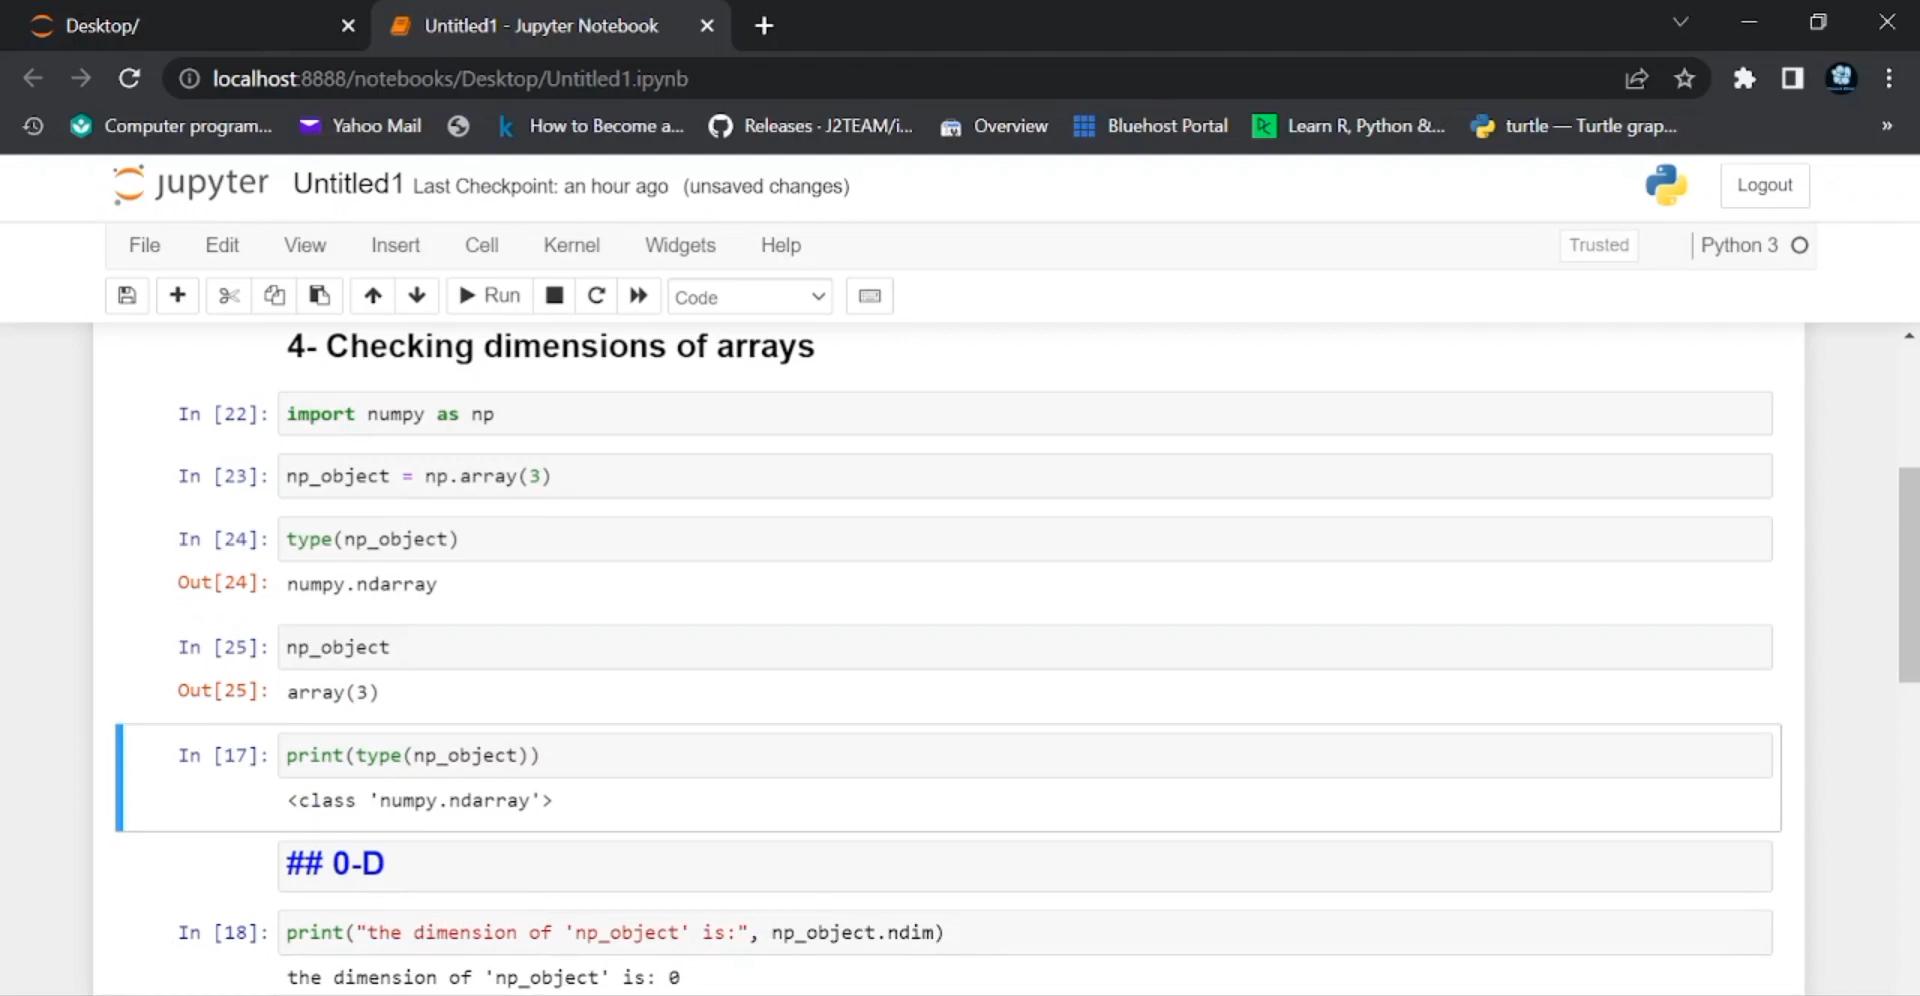 Desktop/
Untitled1 - Jupyter Notebook
localhost:8888/notebooks/Desktop/Untitled1.ipynb
Computer program... Yahoo Mail How to Become a... Releases · J2TEAM/i... Overview Bluehost Portal Learn R, Python &... turtle — Turtle grap... »
jupyter Untitled1 Last Checkpoint: an hour ago (unsaved changes) Logout
File Edit View Insert Cell Kernel Widgets Help Trusted Python 3
Run Code
4- Checking dimensions of arrays
In [22]: import numpy as np
In [23]: np_object = np.array(3)
In [24]: type(np_object)
Out[24]: numpy.ndarray
In [25]: np_object
Out[25]: array(3)
In [17]: print(type(np_object))
<class 'numpy.ndarray'>
## 0-D
In [18]: print("the dimension of 'np_object' is:", np_object.ndim)
the dimension of 'np_object' is: 0